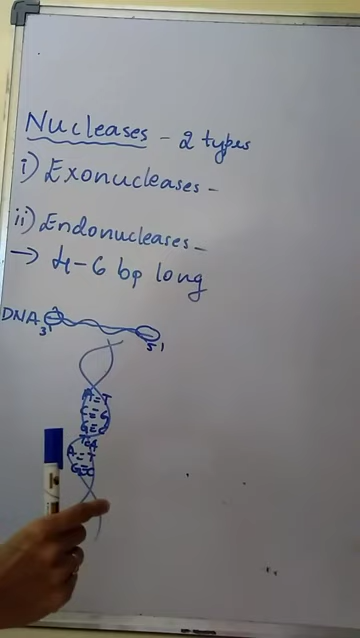 Nucleases - 2 types
i) Exonucleases -
ii) Endonucleases -
→ 4-6 bp long
DNA 3' 5'
A = T
C ≡ G
G ≡ C
T = A
A = T
G ≡ C